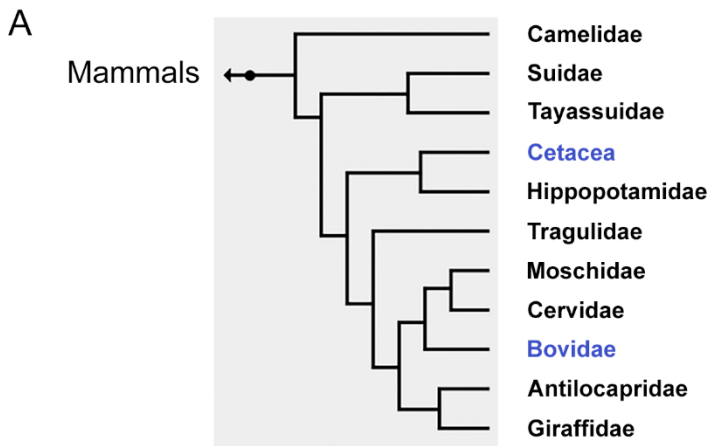 A
Mammals
Camelidae
Suidae
Tayassuidae
Cetacea
Hippopotamidae
Tragulidae
Moschidae
Cervidae
Bovidae
Antilocapridae
Giraffidae